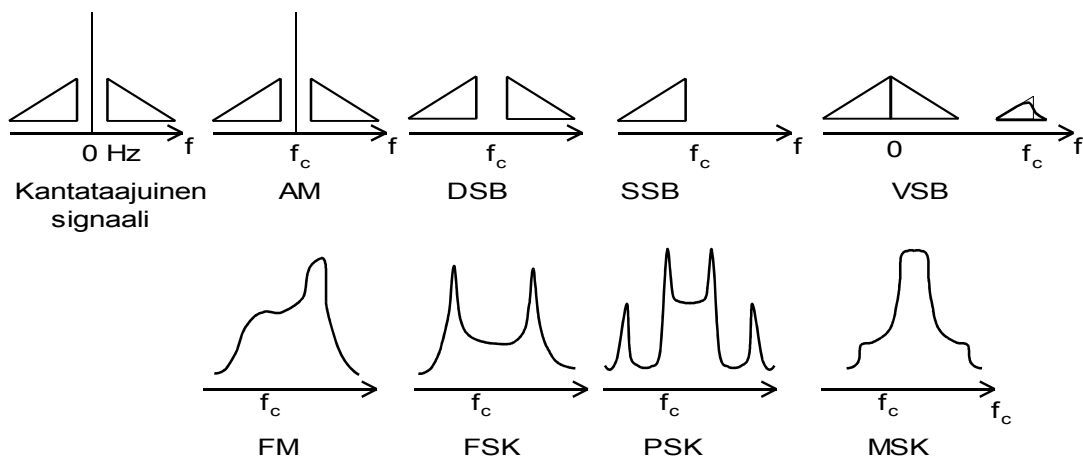 0 Hz f
f_c f
f_c
f_c f
0 f_c f
Kantataajuinen
signaali
AM
DSB
SSB
VSB
f_c
f_c
f_c
f_c f_c
FM
FSK
PSK
MSK